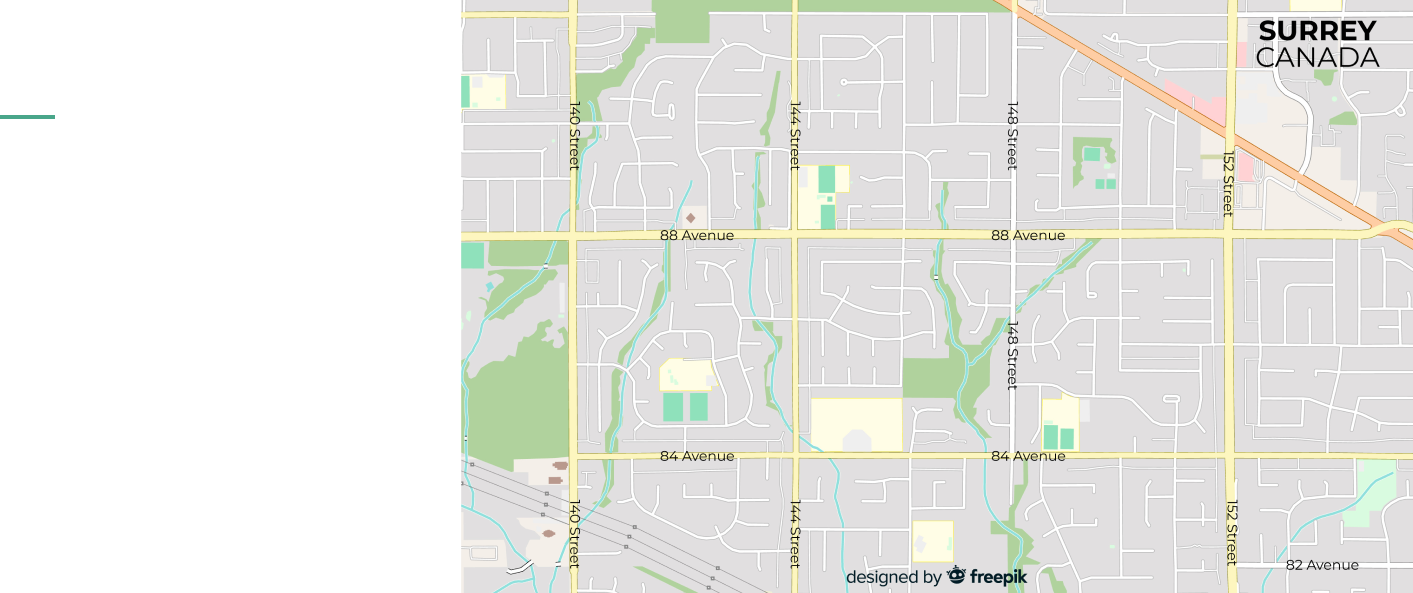 SURREY
CANADA
140 Street
144 Street
148 Street
152 Street
88 Avenue
88 Avenue
148 Street
84 Avenue
84 Avenue
140 Street
144 Street
152 Street
82 Avenue
designed by freepik